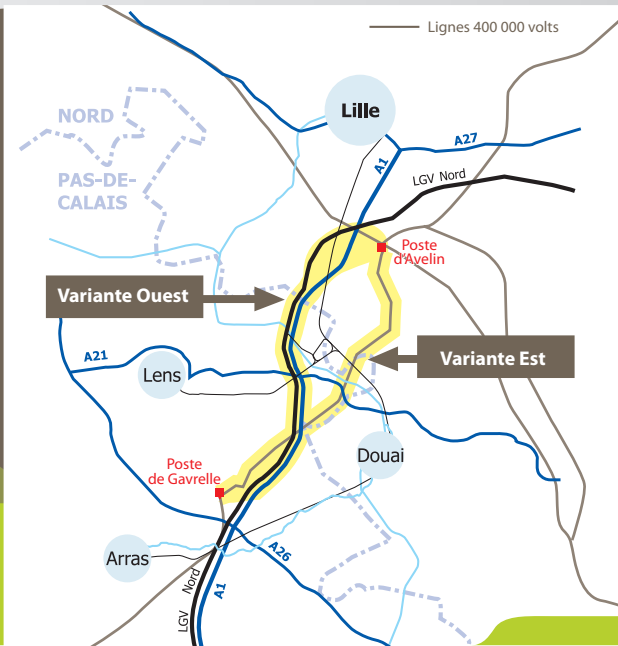 Lignes 400 000 volts
Lille
NORD
A27
A1
PAS-DE-
CALAIS
LGV Nord
Poste
d'Avelin
Variante Ouest
A21
Variante Est
Lens
Douai
Poste
de Gavrelle
Arras
A26
LGV Nord
A1